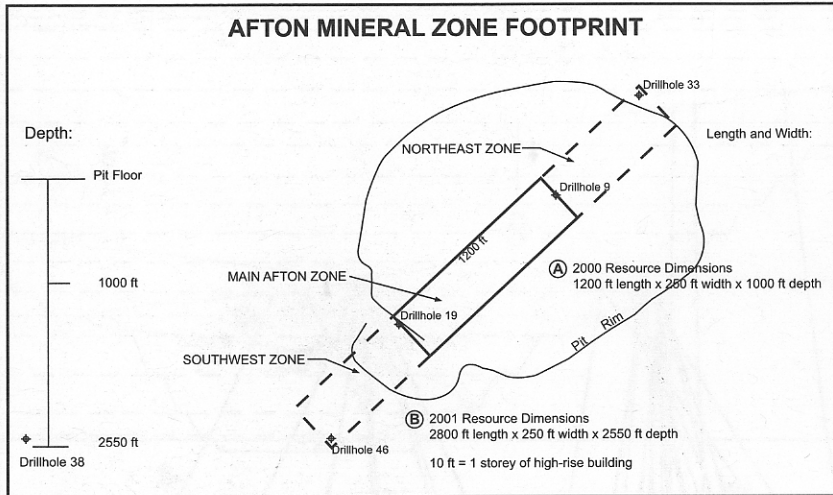 AFTON MINERAL ZONE FOOTPRINT
Drillhole 33
Depth:
Length and Width:
NORTHEAST ZONE
Pit Floor
Drillhole 9
1200 ft
MAIN AFTON ZONE
A 2000 Resource Dimensions
1200 ft length x 250 ft width x 1000 ft depth
1000 ft
Drillhole 19
Pit Rim
SOUTHWEST ZONE
B 2001 Resource Dimensions
2800 ft length x 250 ft width x 2550 ft depth
2550 ft
Drillhole 46
Drillhole 38
10 ft = 1 storey of high-rise building